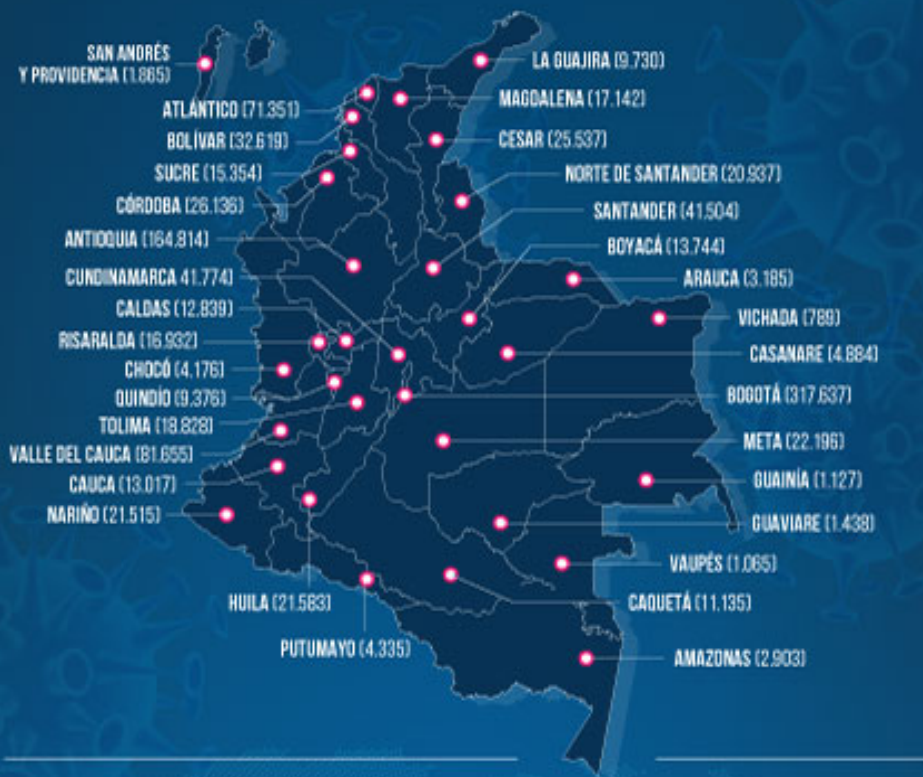 SAN ANDRÉS
Y PROVIDENCIA (1.865)
ATLÁNTICO (71.351)
BOLÍVAR (32.619)
SUCRE (15.354)
CÓRDOBA (26.136)
ANTIOQUIA (164.814)
CUNDINAMARCA 41.774)
CALDAS (12.839)
RISARALDA (16.932)
CHOCÓ (4.176)
QUINDÍO (9.376)
TOLIMA (18.828)
VALLE DEL CAUCA (81.655)
CAUCA (13.017)
NARIÑO (21.515)
HUILA (21.583)
PUTUMAYO (4.335)
LA GUAJIRA (9.730)
MAGDALENA (17.142)
CESAR (25.537)
NORTE DE SANTANDER (20.937)
SANTANDER (41.504)
BOYACÁ (13.744)
ARAUCA (3.185)
VICHADA (789)
CASANARE (4.884)
BOGOTÁ (317.637)
META (22.196)
GUAINÍA (1.127)
GUAVIARE (1.438)
VAUPÉS (1.065)
CAQUETÁ (11.135)
AMAZONAS (2.903)